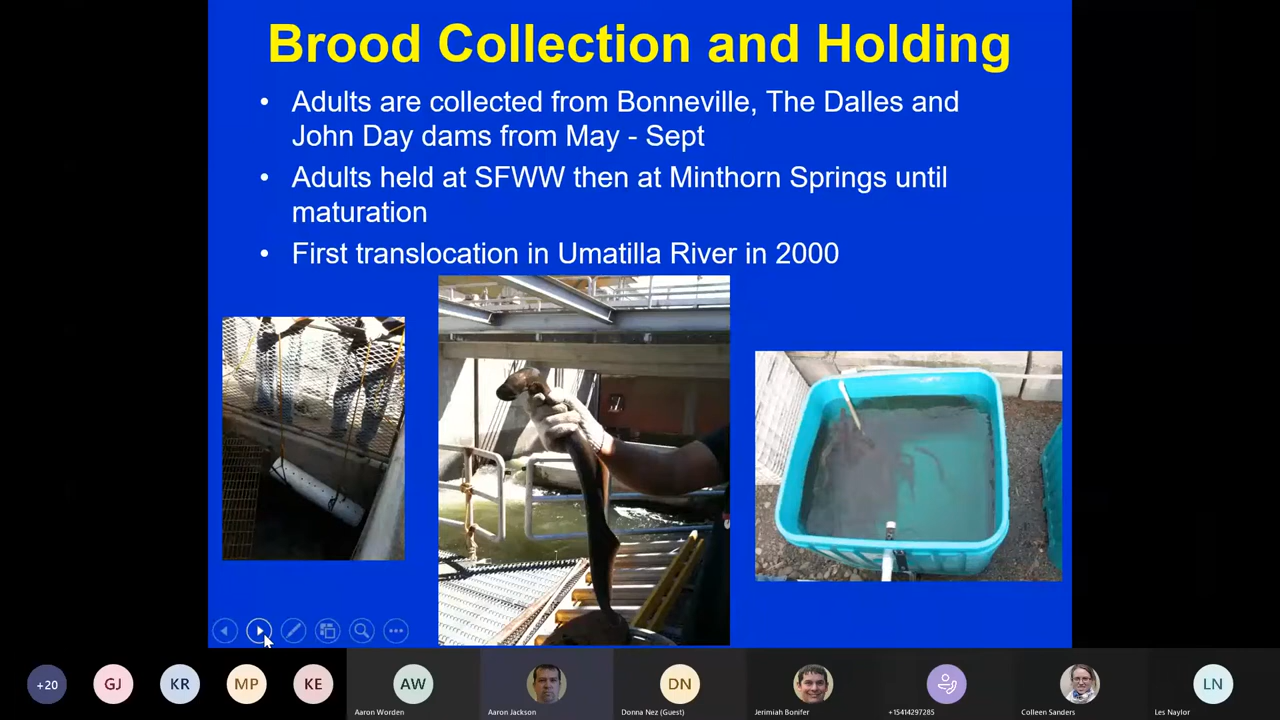 Brood Collection and Holding
• Adults are collected from Bonneville, The Dalles and
John Day dams from May - Sept
• Adults held at SFWW then at Minthorn Springs until
maturation
• First translocation in Umatilla River in 2000
+20
GJ
KR
MP
KE
AW
DN
LN
Aaron Worden
Aaron Jackson
Donna Nez (Guest)
Jerimiah Bonifer
+15414297285
Colleen Sanders
Les Naylor